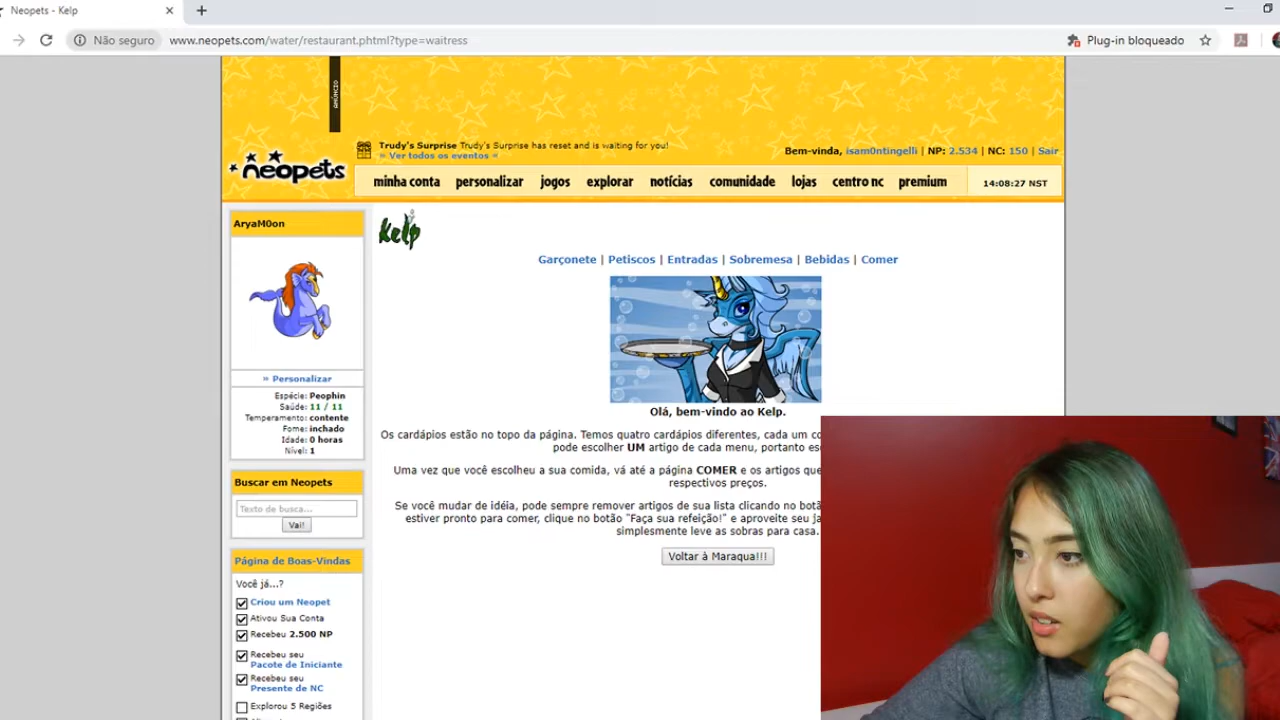 Neopets - Kelp
Não seguro
www.neopets.com/water/restaurant.phtml?type=waitress
Plug-in bloqueado
ANÚNCIO
Trudy's Surprise Trudy's Surprise has reset and is waiting for you!
» Ver todos os eventos «
Bem-vinda, isam0ntingelli | NP: 2.534 | NC: 150 | Sair
neopets
minha conta personalizar jogos explorar notícias comunidade lojas centro nc premium
14:08:27 NST
AryaM0on
» Personalizar
Espécie: Peophin
Saúde: 11 / 11
Temperamento: contente
Fome: inchado
Idade: 0 horas
Nível: 1
Buscar em Neopets
Texto de busca...
Vai!
Página de Boas-Vindas
Você já...?
Criou um Neopet
Ativou Sua Conta
Recebeu 2.500 NP
Recebeu seu
Pacote de Iniciante
Recebeu seu
Presente de NC
Explorou 5 Regiões
Kelp
Garçonete | Petiscos | Entradas | Sobremesa | Bebidas | Comer
Olá, bem-vindo ao Kelp.
Os cardápios estão no topo da página. Temos quatro cardápios diferentes, cada um
pode escolher UM artigo de cada menu, portanto
Uma vez que você escolheu a sua comida, vá até a página COMER e os artigos
respectivos preços.
Se você mudar de idéia, pode sempre remover artigos de sua lista clicando no
estiver pronto para comer, clique no botão "Faça sua refeição!" e aproveite seu
simplesmente leve as sobras para casa.
Voltar à Maraqua!!!